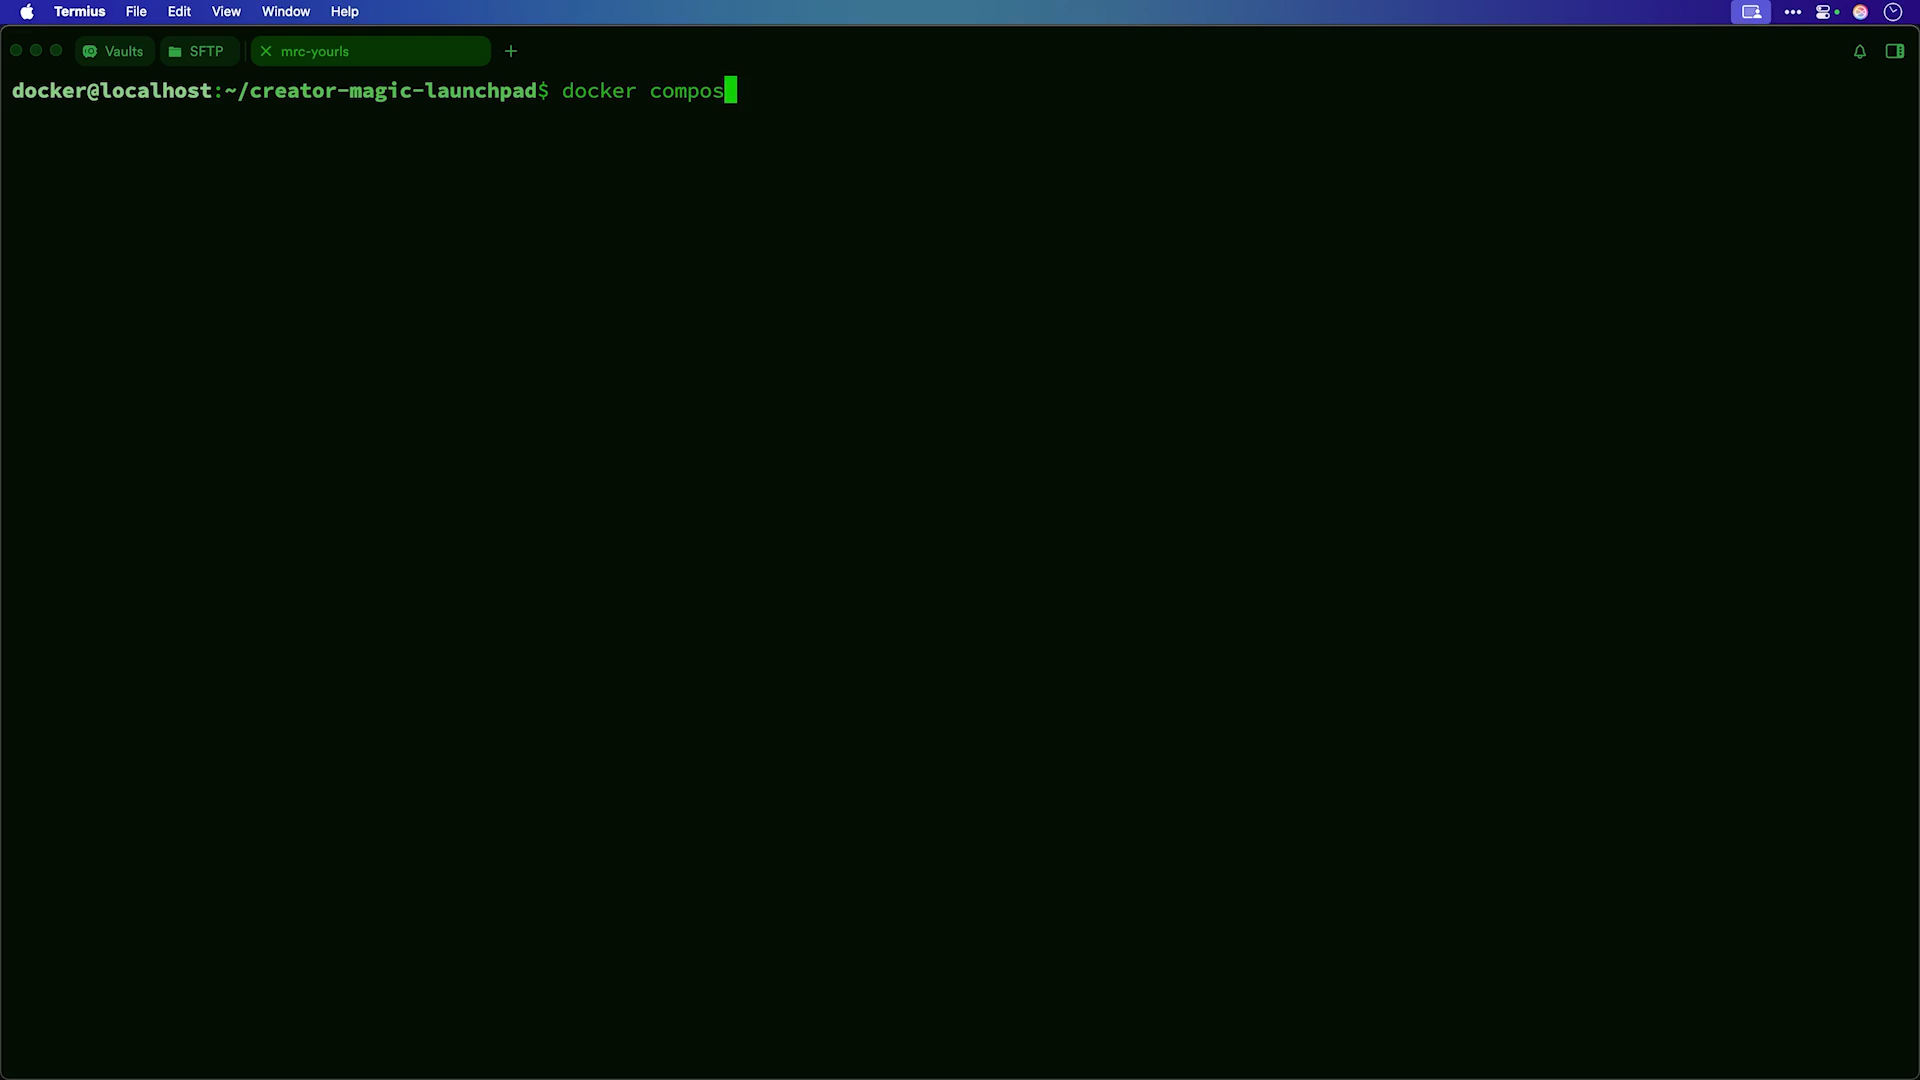 Termius File Edit View Window Help
Vaults SFTP mrc-yourls
docker@localhost:~/creator-magic-launchpad$ docker compos